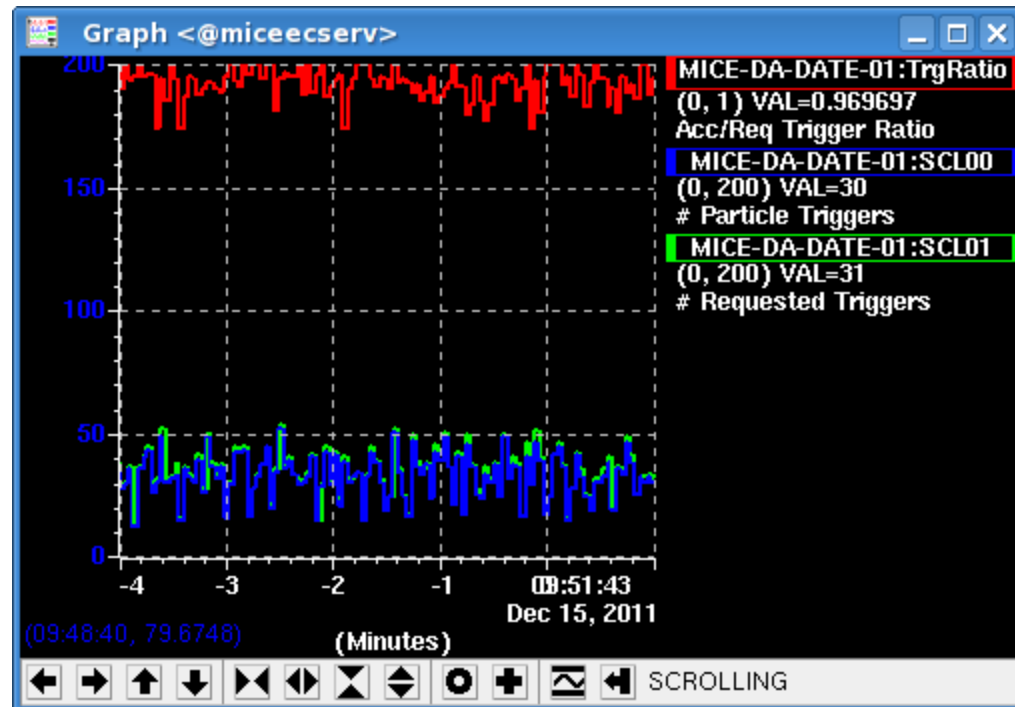 Graph <@miceecserv>
200
150
100
50
0
-4 -3 -2 -1 09:51:43
Dec 15, 2011
(Minutes)
(09:48:40, 79.6748)
MICE-DA-DATE-01:TrgRatio
(0, 1) VAL=0.969697
Acc/Req Trigger Ratio
MICE-DA-DATE-01:SCL00
(0, 200) VAL=30
# Particle Triggers
MICE-DA-DATE-01:SCL01
(0, 200) VAL=31
# Requested Triggers
SCROLLING